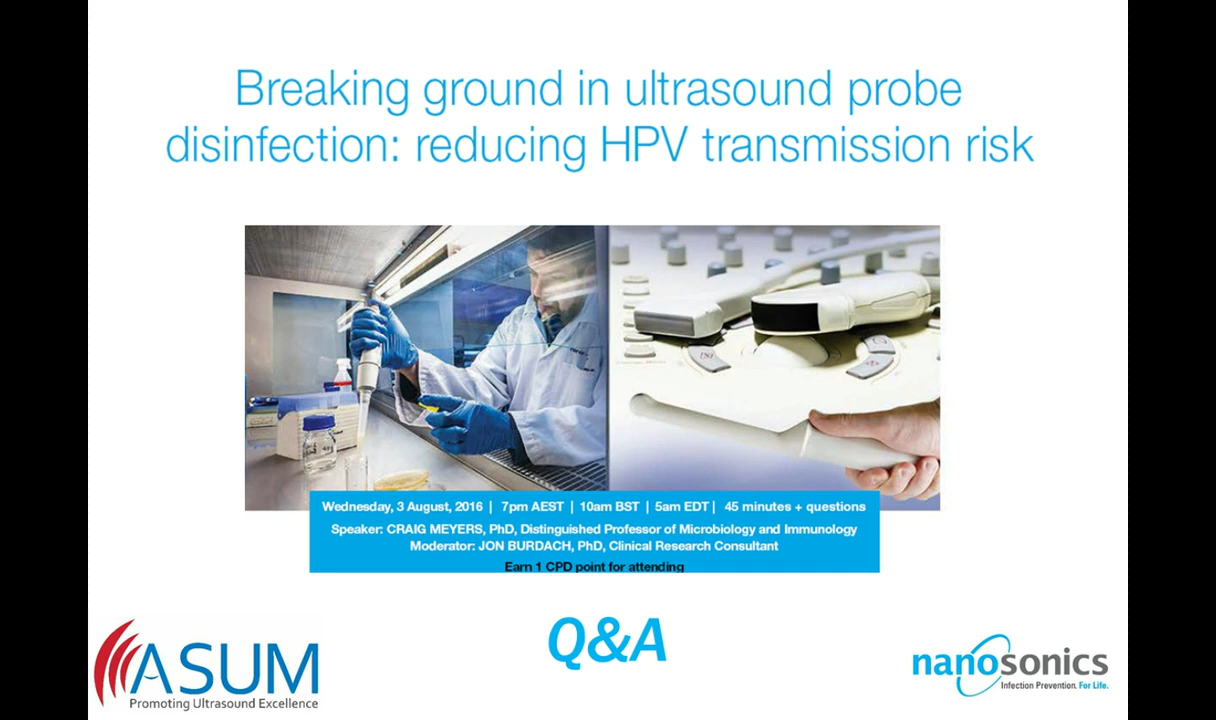 Breaking ground in ultrasound probe
disinfection: reducing HPV transmission risk
Wednesday, 3 August, 2016 | 7pm AEST | 10am BST | 5am EDT | 45 minutes + questions
Speaker: CRAIG MEYERS, PhD, Distinguished Professor of Microbiology and Immunology
Moderator: JON BURDACH, PhD, Clinical Research Consultant
Earn 1 CPD point for attending
Q&A
ASUM
Promoting Ultrasound Excellence
nanosonics
Infection Prevention. For Life.